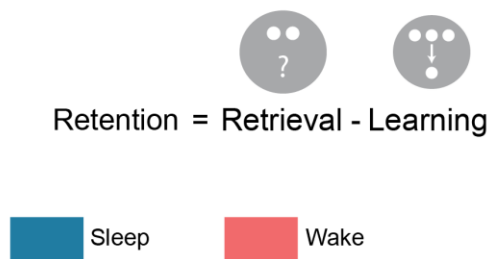 ?
Retention = Retrieval - Learning
Sleep
Wake